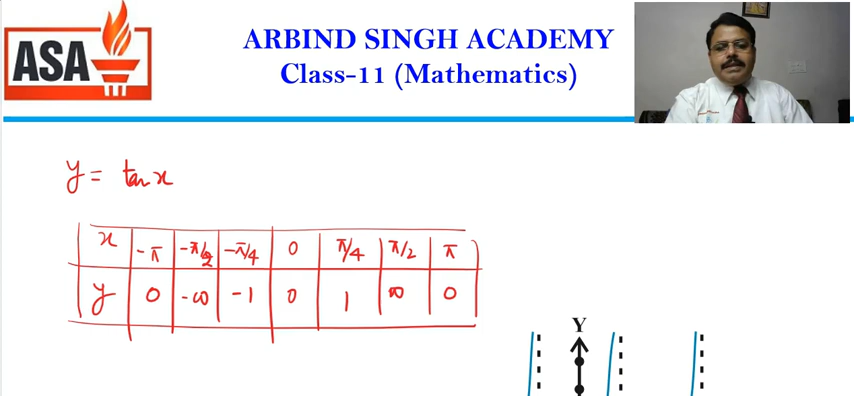 ASA
ARBIND SINGH ACADEMY
Class-11 (Mathematics)
y = tan x
x -π -π/2 -π/4 0 π/4 π/2 π
y 0 -∞ -1 0 1 ∞ 0
Y